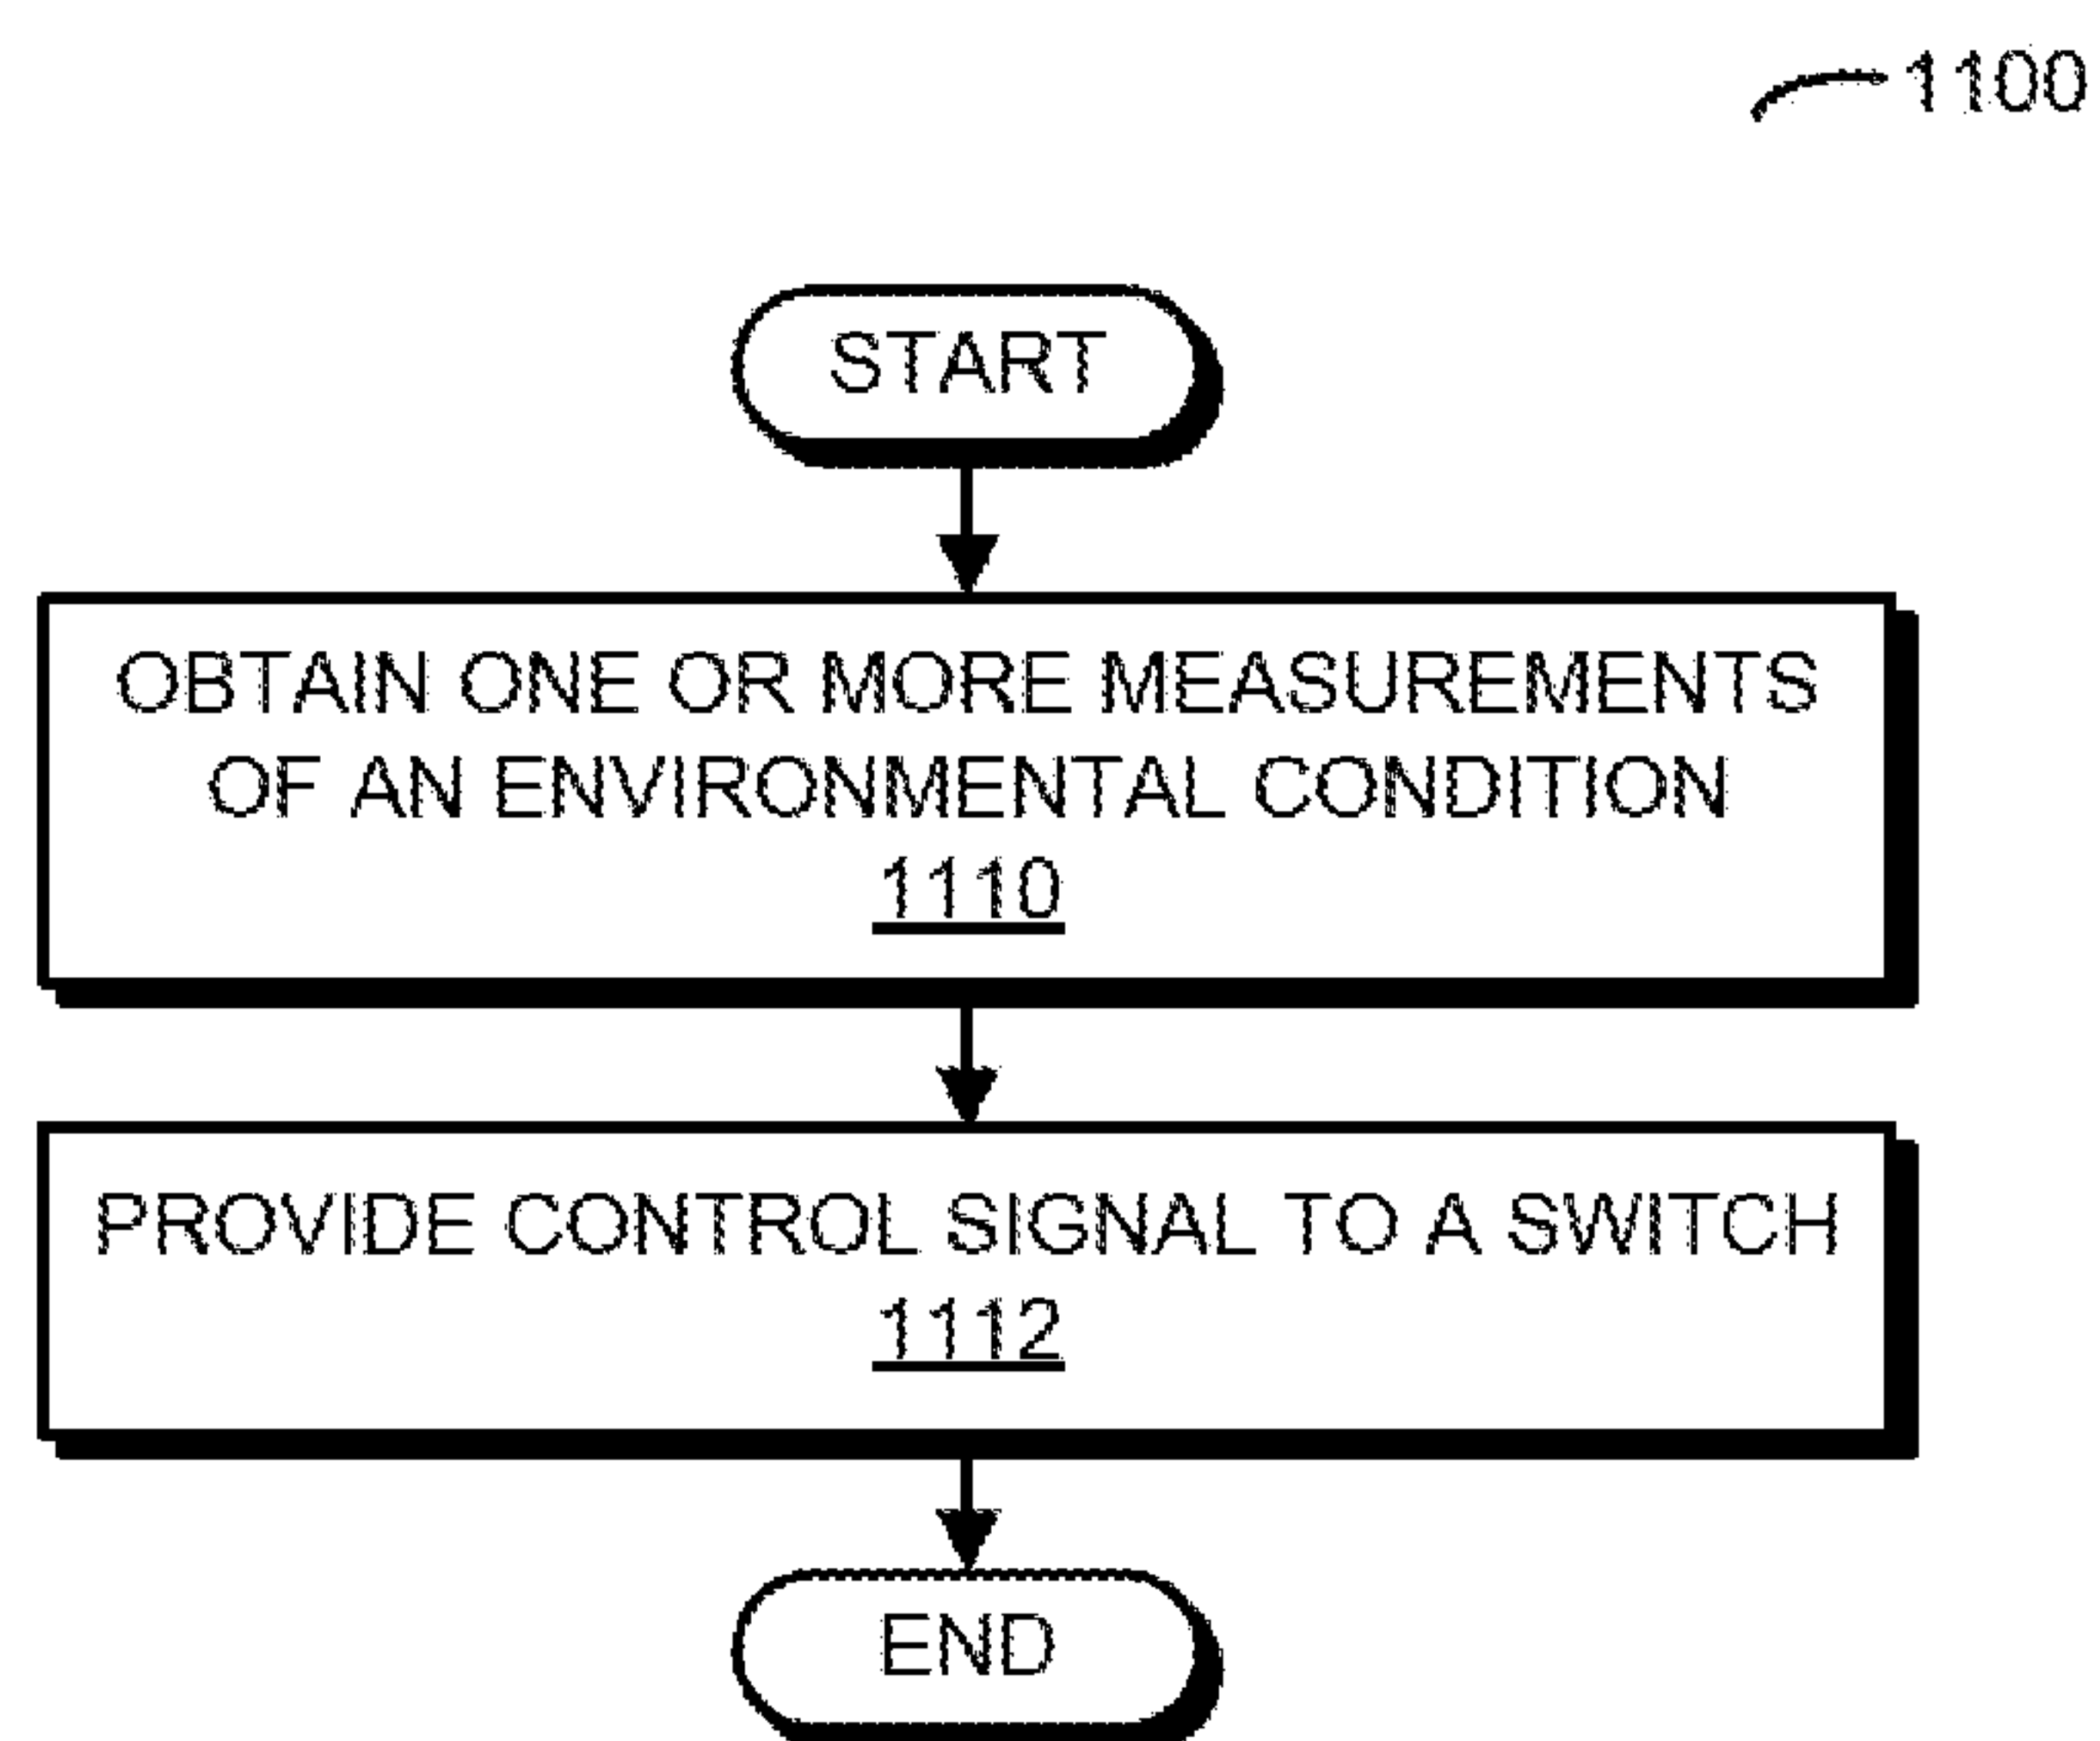 1100
START
OBTAIN ONE OR MORE MEASUREMENTS
OF AN ENVIRONMENTAL CONDITION
1110
PROVIDE CONTROL SIGNAL TO A SWITCH
1112
END